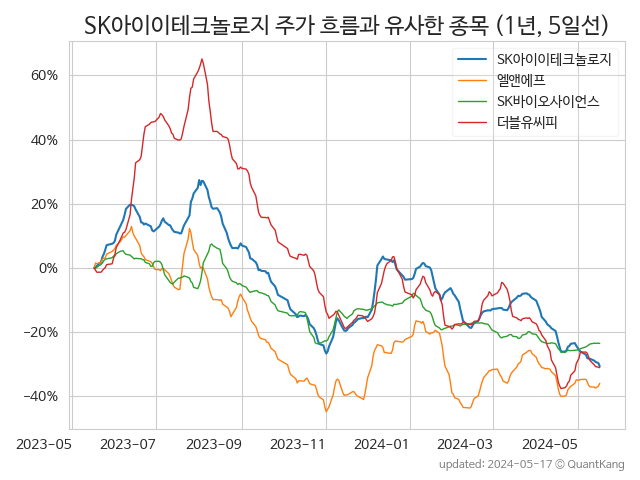 SK아이이테크놀로지 주가 흐름과 유사한 종목 (1년, 5일선)
SK아이이테크놀로지
엘앤에프
SK바이오사이언스
더블유씨피
60%
40%
20%
0%
−20%
−40%
2023-05
2023-07
2023-09
2023-11
2024-01
2024-03
2024-05
updated: 2024-05-17 © QuantKang